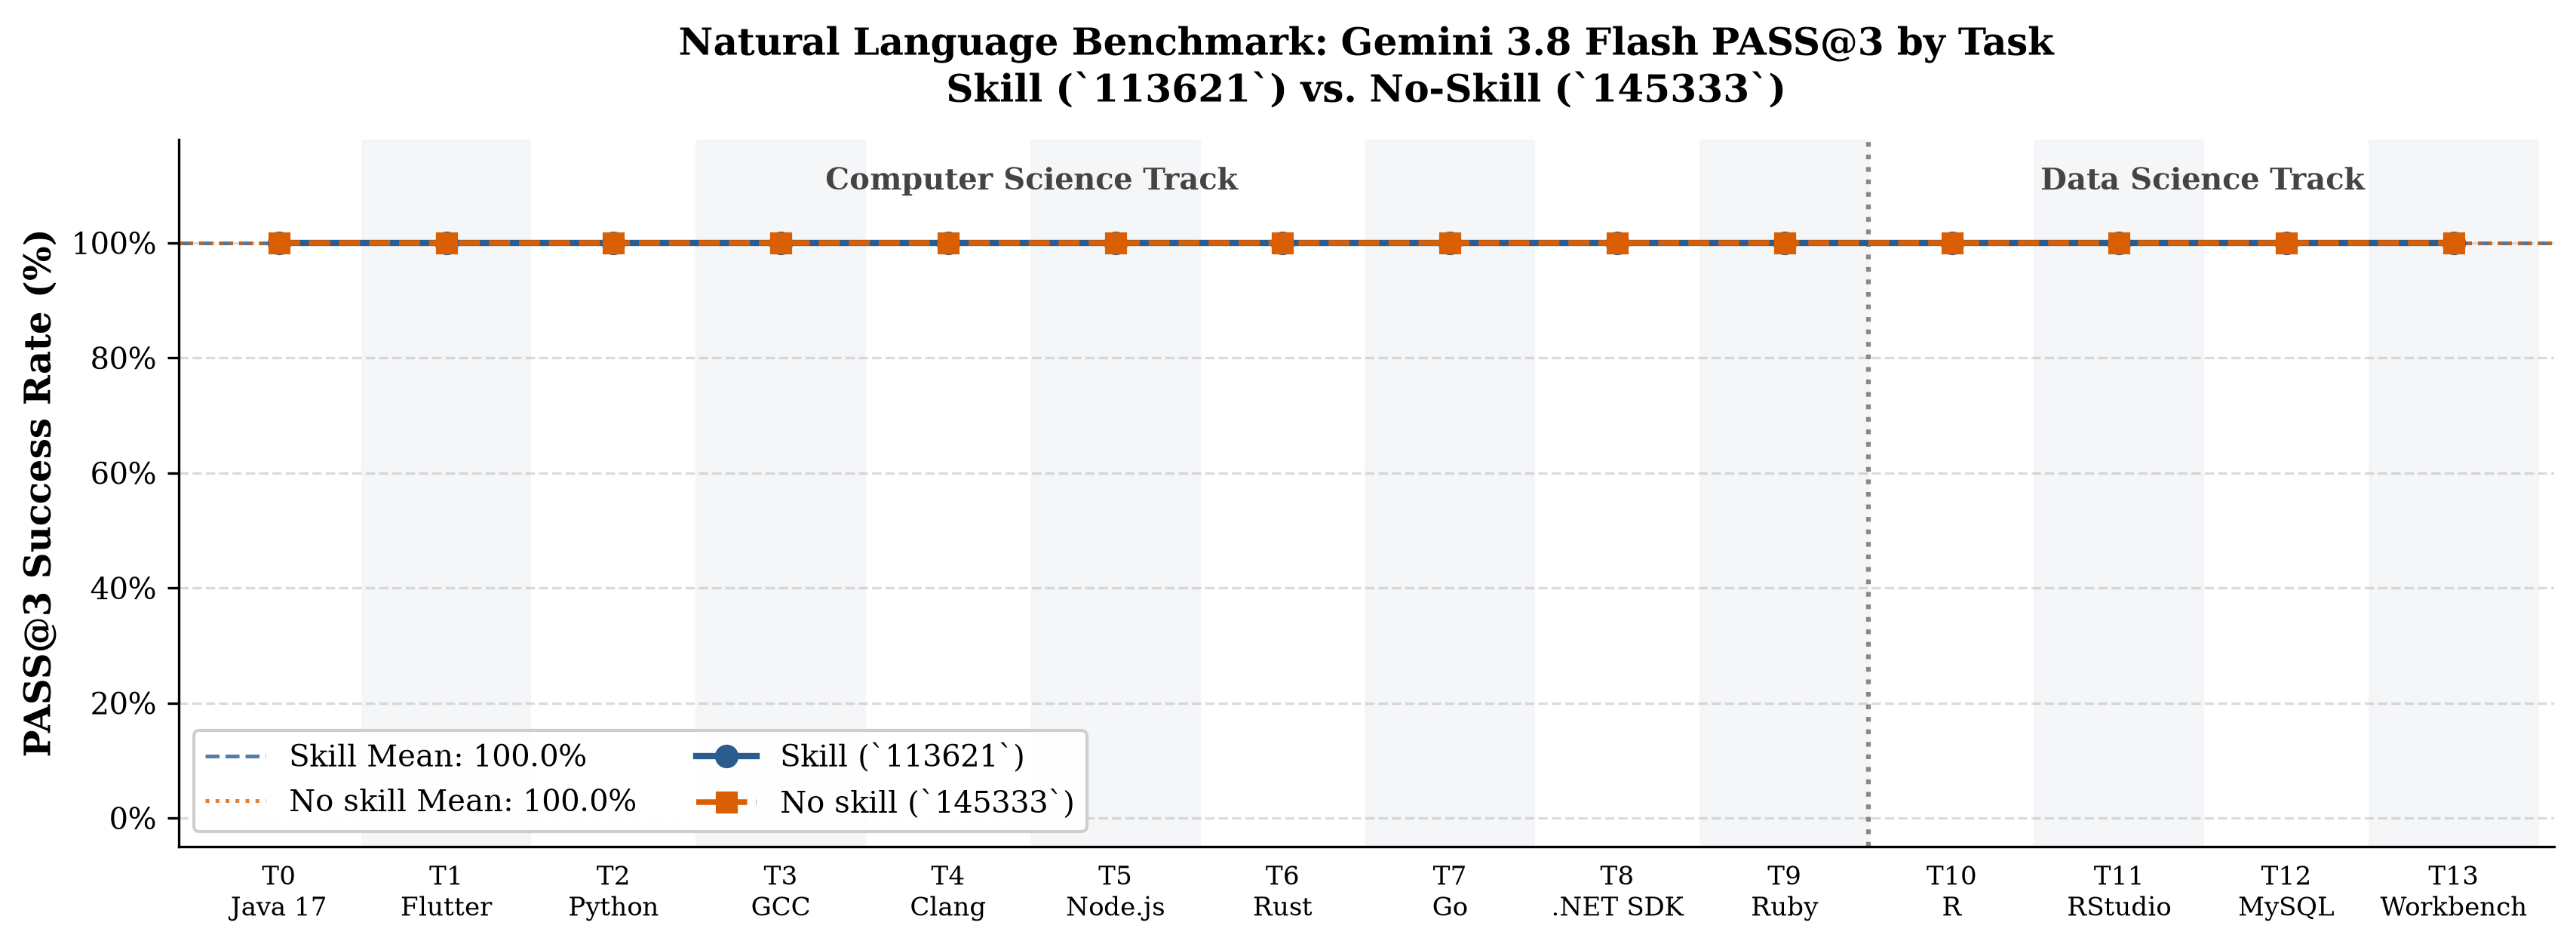 Natural Language Benchmark: Gemini 3.8 Flash PASS@3 by Task
Skill (`113621`) vs. No-Skill (`145333`)
Computer Science Track
Data Science Track
PASS@3 Success Rate (%)
100%
80%
60%
40%
20%
0%
Skill Mean: 100.0%
No skill Mean: 100.0%
Skill (`113621`)
No skill (`145333`)
T0
Java 17
T1
Flutter
T2
Python
T3
GCC
T4
Clang
T5
Node.js
T6
Rust
T7
Go
T8
.NET SDK
T9
Ruby
T10
R
T11
RStudio
T12
MySQL
T13
Workbench